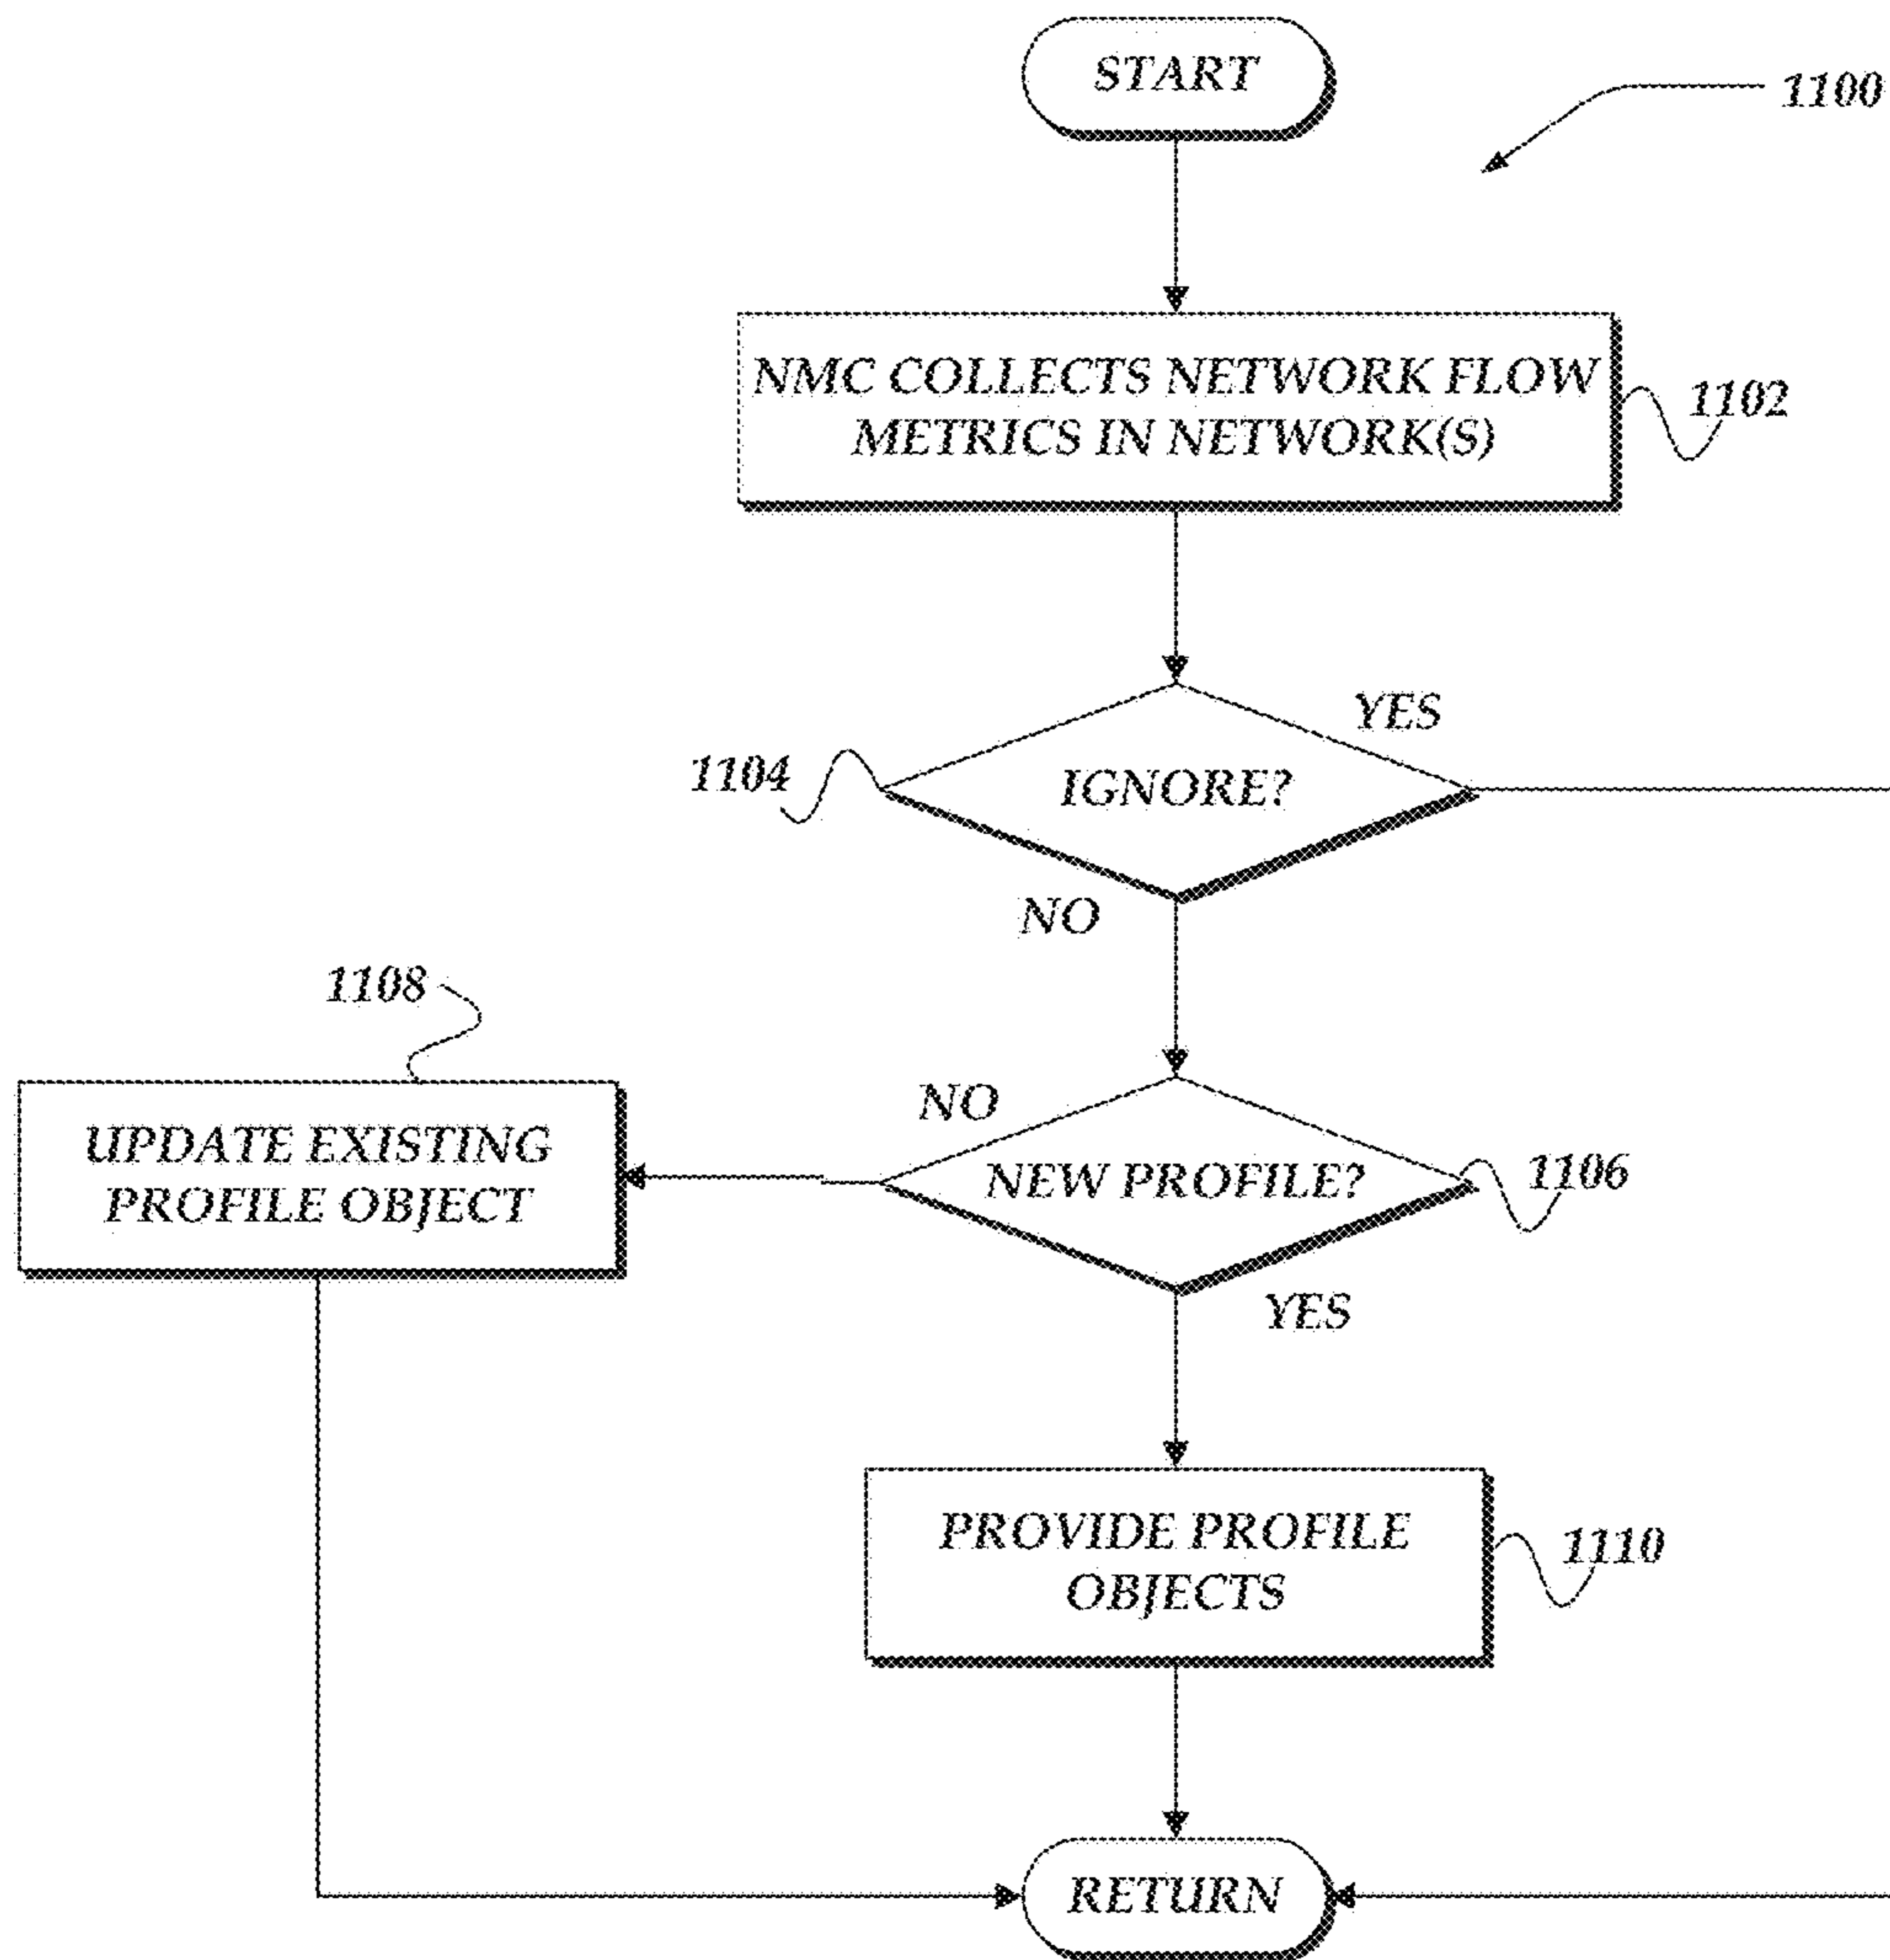 START
1100
NMC COLLECTS NETWORK FLOW
METRICS IN NETWORK(S)
1102
YES
1104
IGNORE?
NO
1108
NO
UPDATE EXISTING
PROFILE OBJECT
NEW PROFILE?
1106
YES
PROVIDE PROFILE
OBJECTS
1110
RETURN